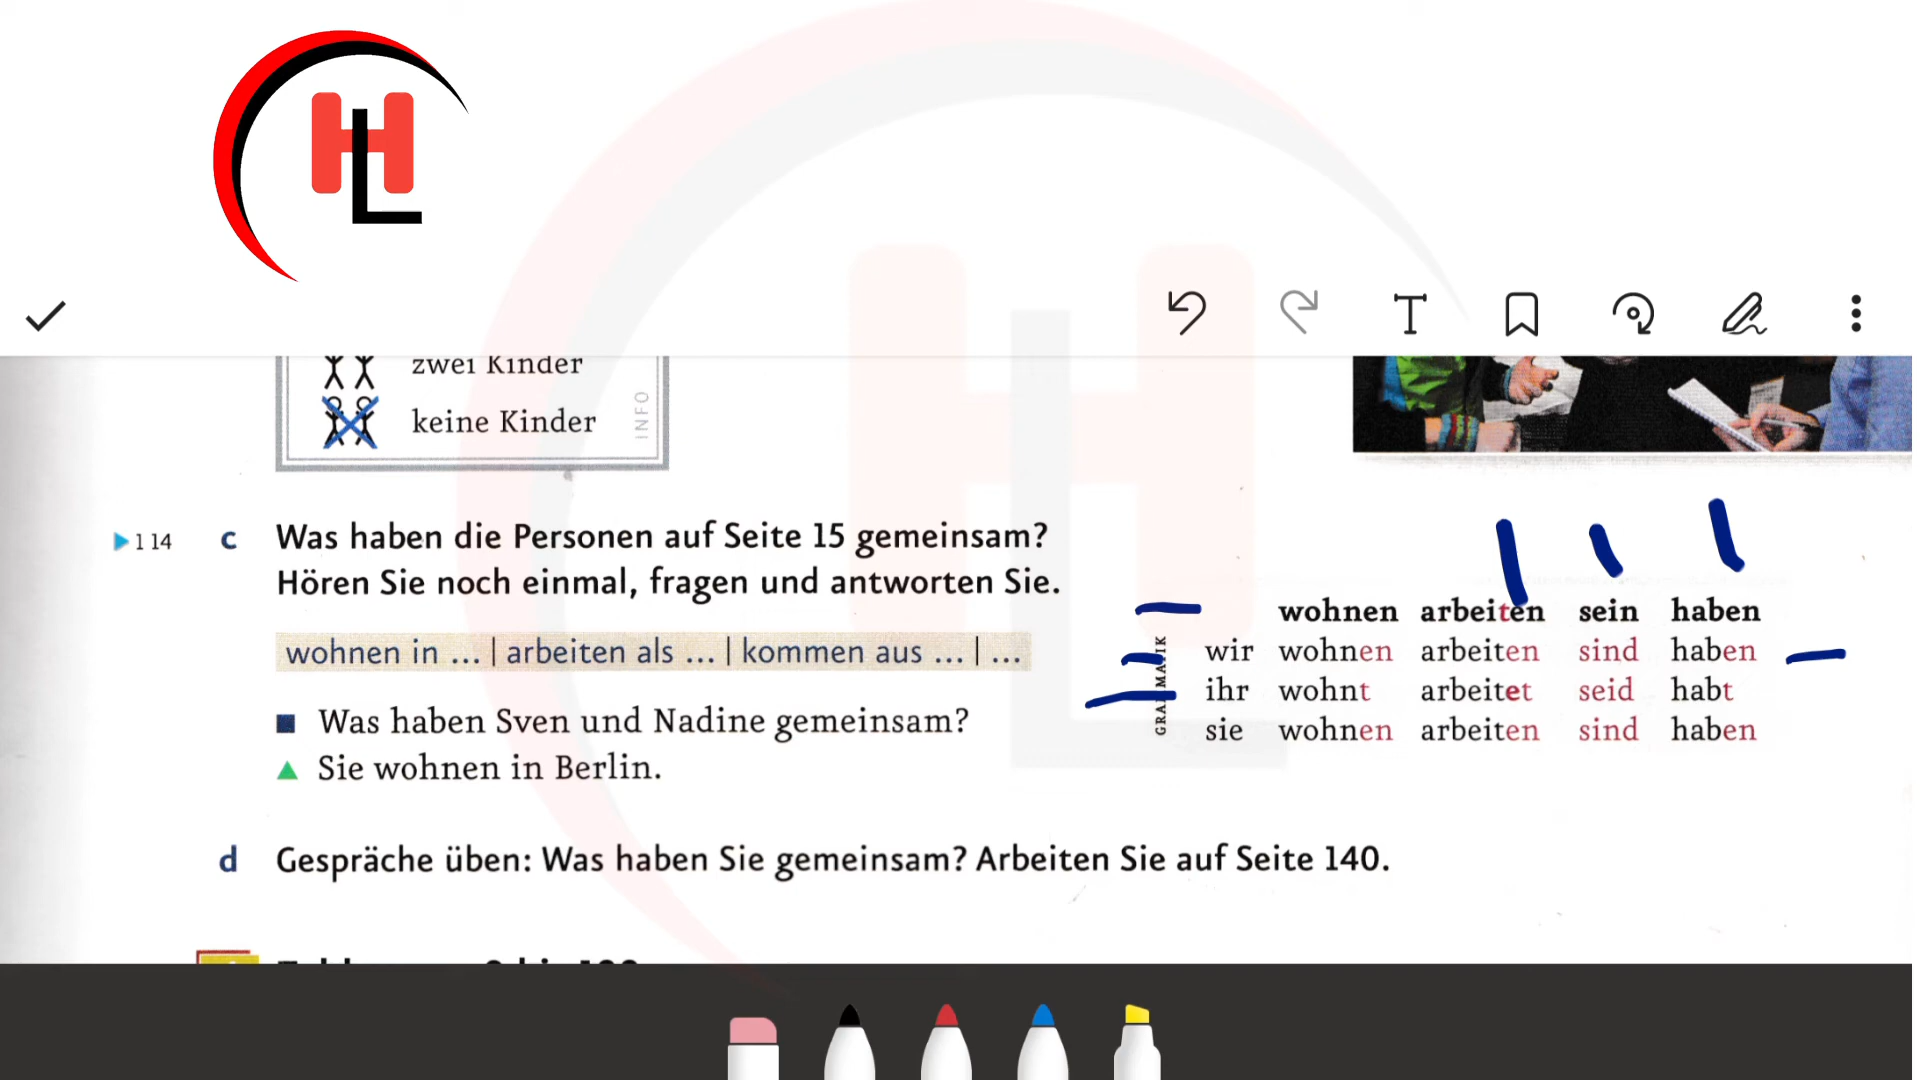 HL
zwei Kinder
keine Kinder
INFO
1 14 c Was haben die Personen auf Seite 15 gemeinsam?
Hören Sie noch einmal, fragen und antworten Sie.
wohnen in ... | arbeiten als ... | kommen aus ... | ...
Was haben Sven und Nadine gemeinsam?
Sie wohnen in Berlin.
GRAMMATIK
wohnen arbeiten sein haben
wir wohnen arbeiten sind haben
ihr wohnt arbeitet seid habt
sie wohnen arbeiten sind haben
d Gespräche üben: Was haben Sie gemeinsam? Arbeiten Sie auf Seite 140.